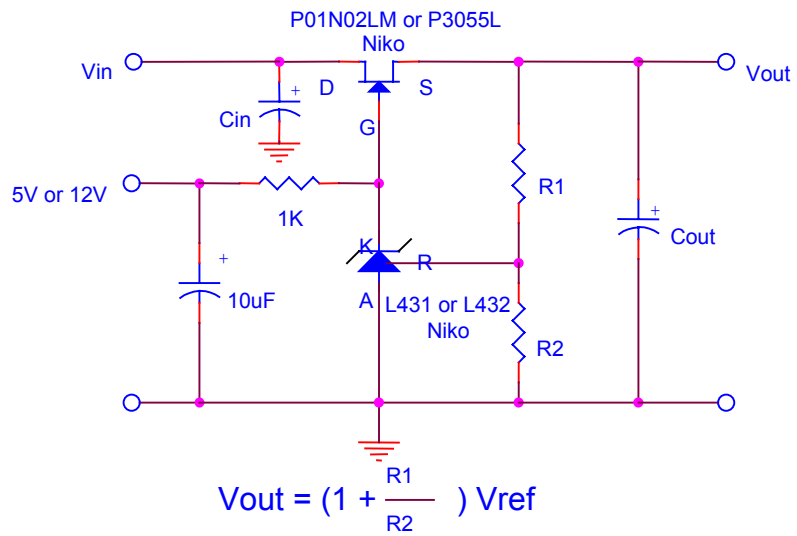 P01N02LM or P3055L
Niko
Vin
Vout
D
S
+
Cin
G
5V or 12V
R1
1K
+
Cout
K
R
+
10uF
A
L431 or L432
Niko
R2
Vout = (1 + R1
R2 ) Vref